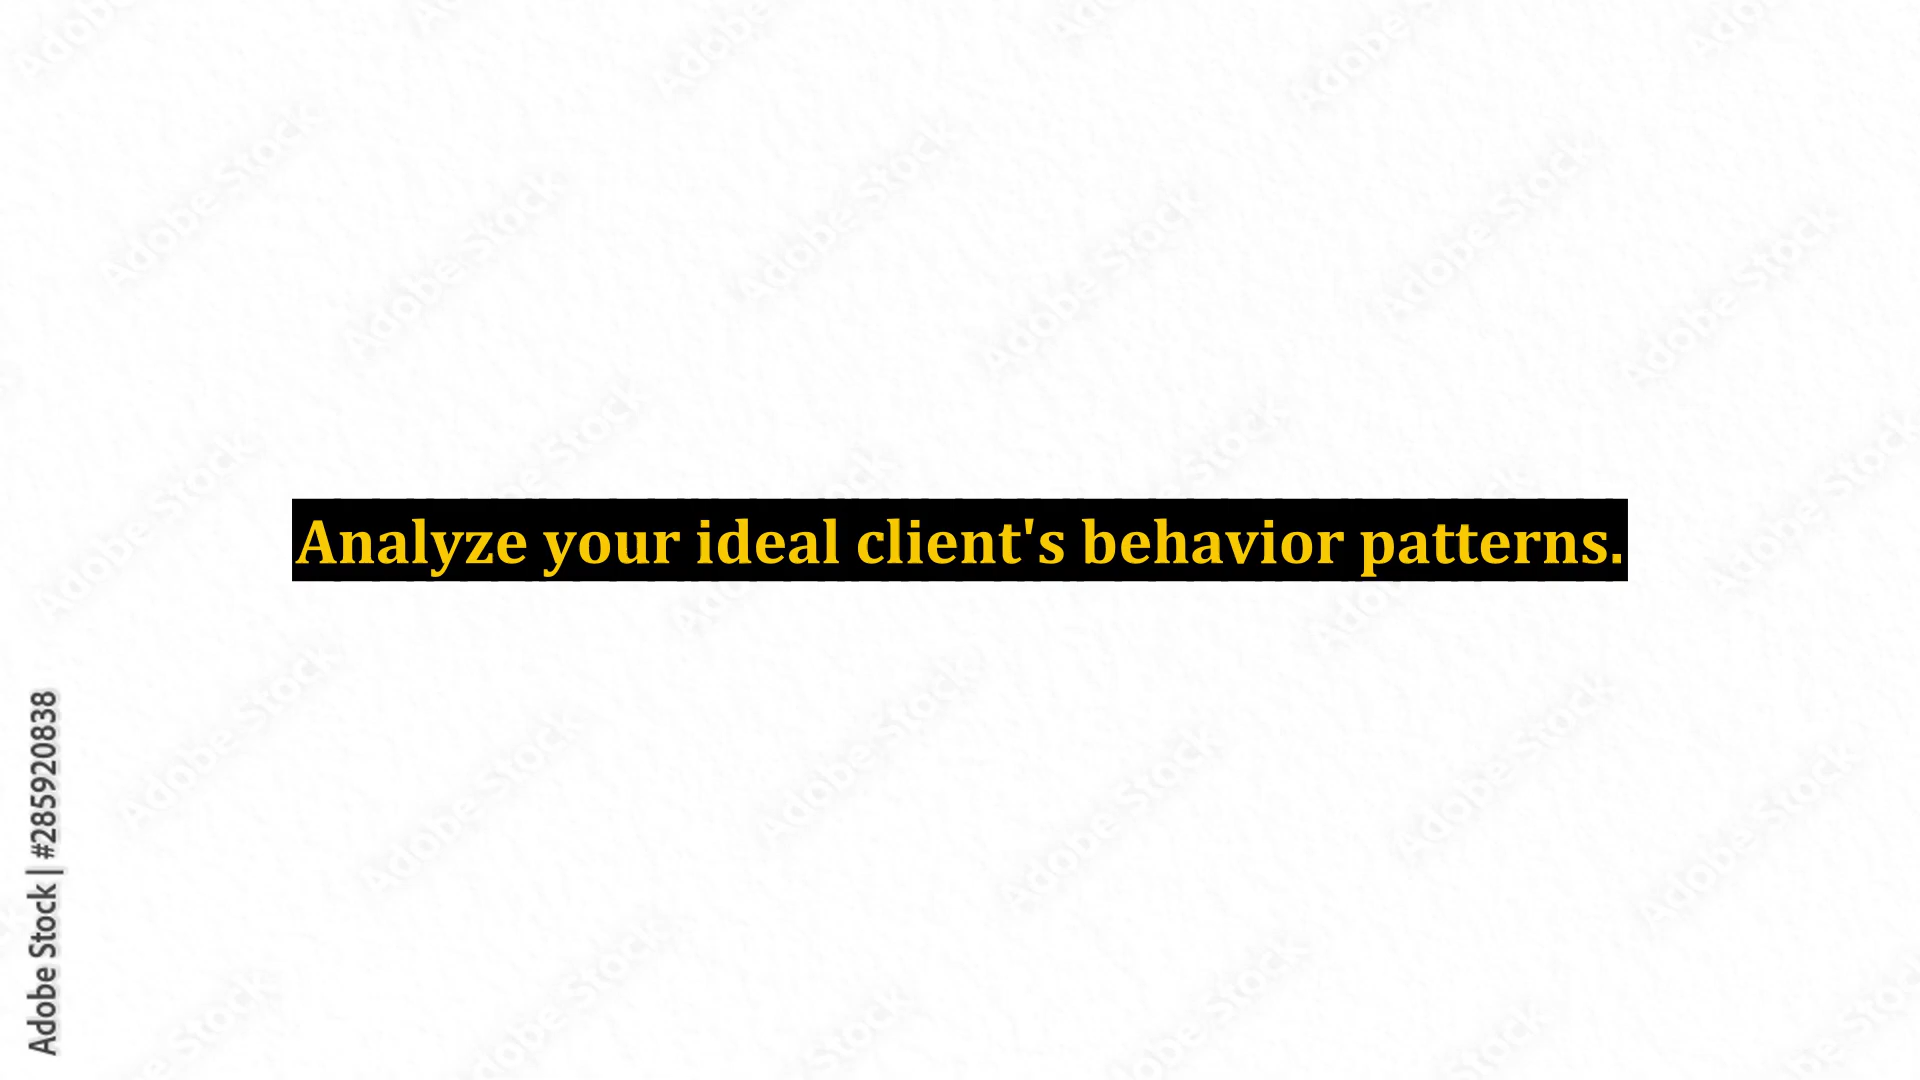 Analyze your ideal client's behavior patterns.
Adobe Stock | #285920838